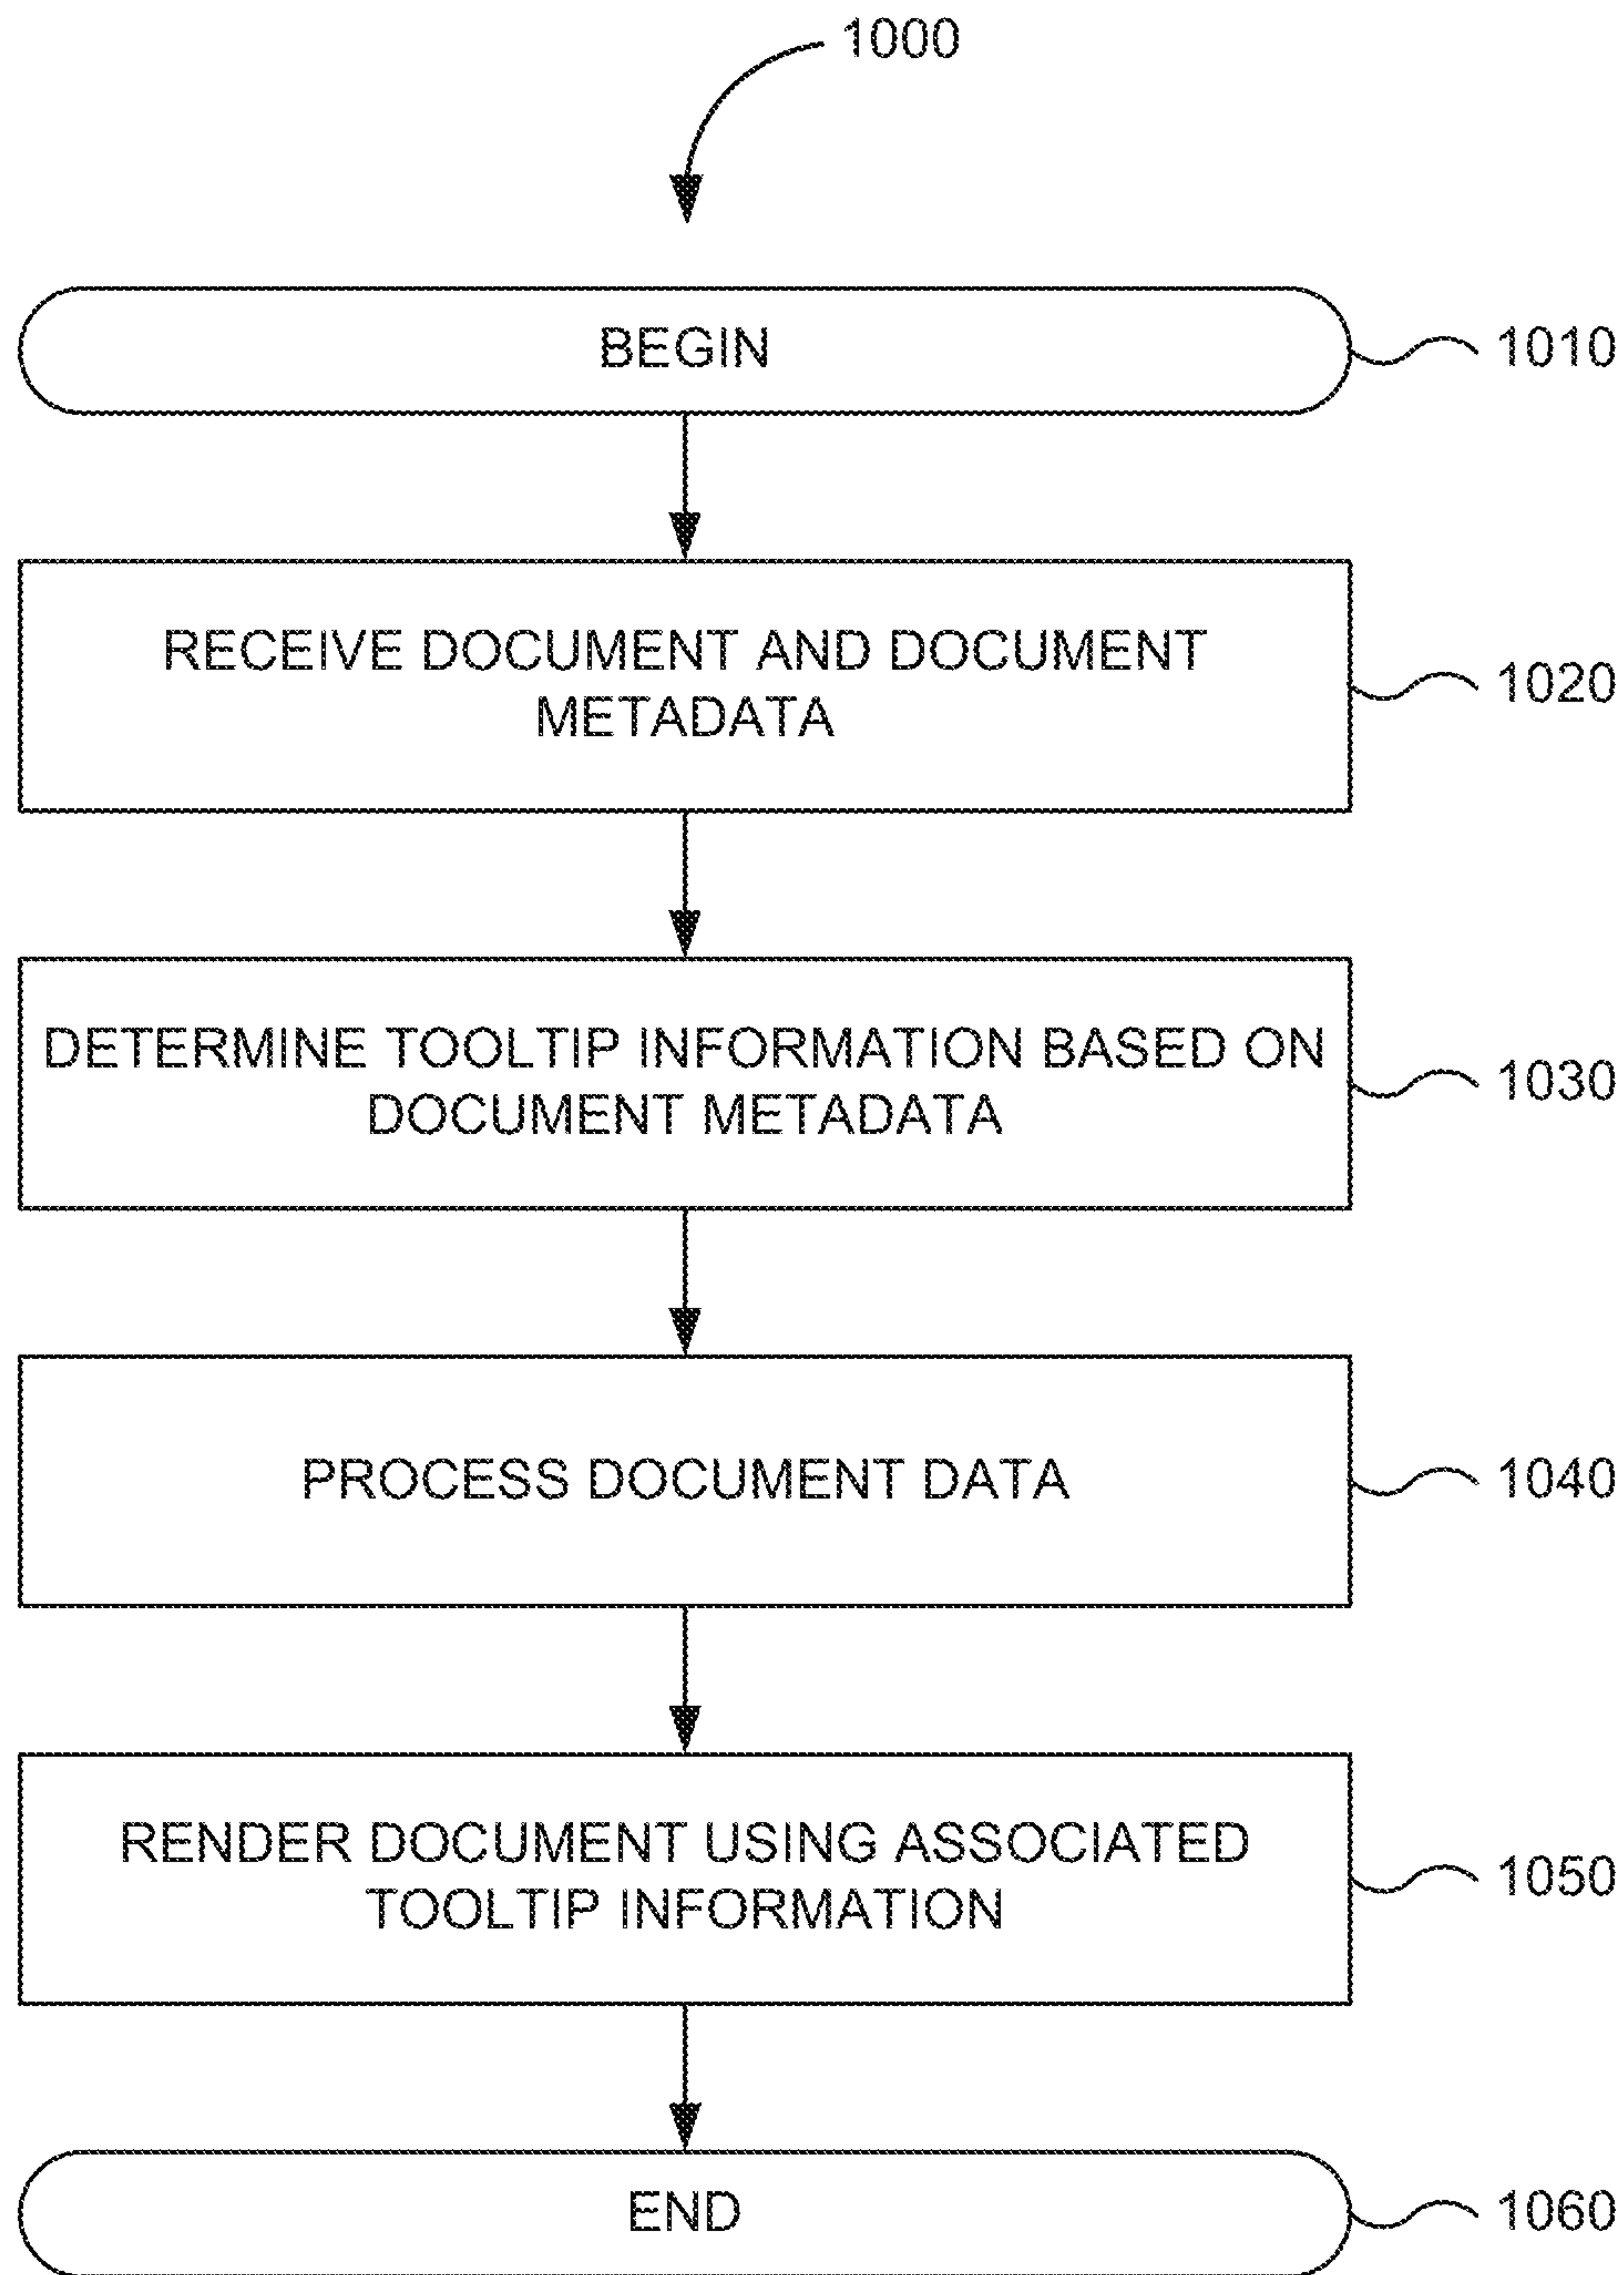 1000
BEGIN
1010
RECEIVE DOCUMENT AND DOCUMENT
METADATA
1020
DETERMINE TOOLTIP INFORMATION BASED ON
DOCUMENT METADATA
1030
PROCESS DOCUMENT DATA
1040
RENDER DOCUMENT USING ASSOCIATED
TOOLTIP INFORMATION
1050
END
1060